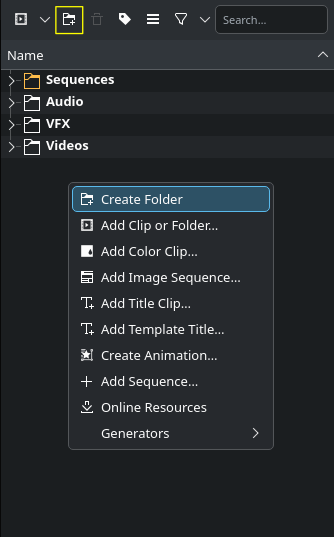 Search...
Name
Sequences
Audio
VFX
Videos
Create Folder
Add Clip or Folder...
Add Color Clip...
Add Image Sequence...
Add Title Clip...
Add Template Title...
Create Animation...
Add Sequence...
Online Resources
Generators